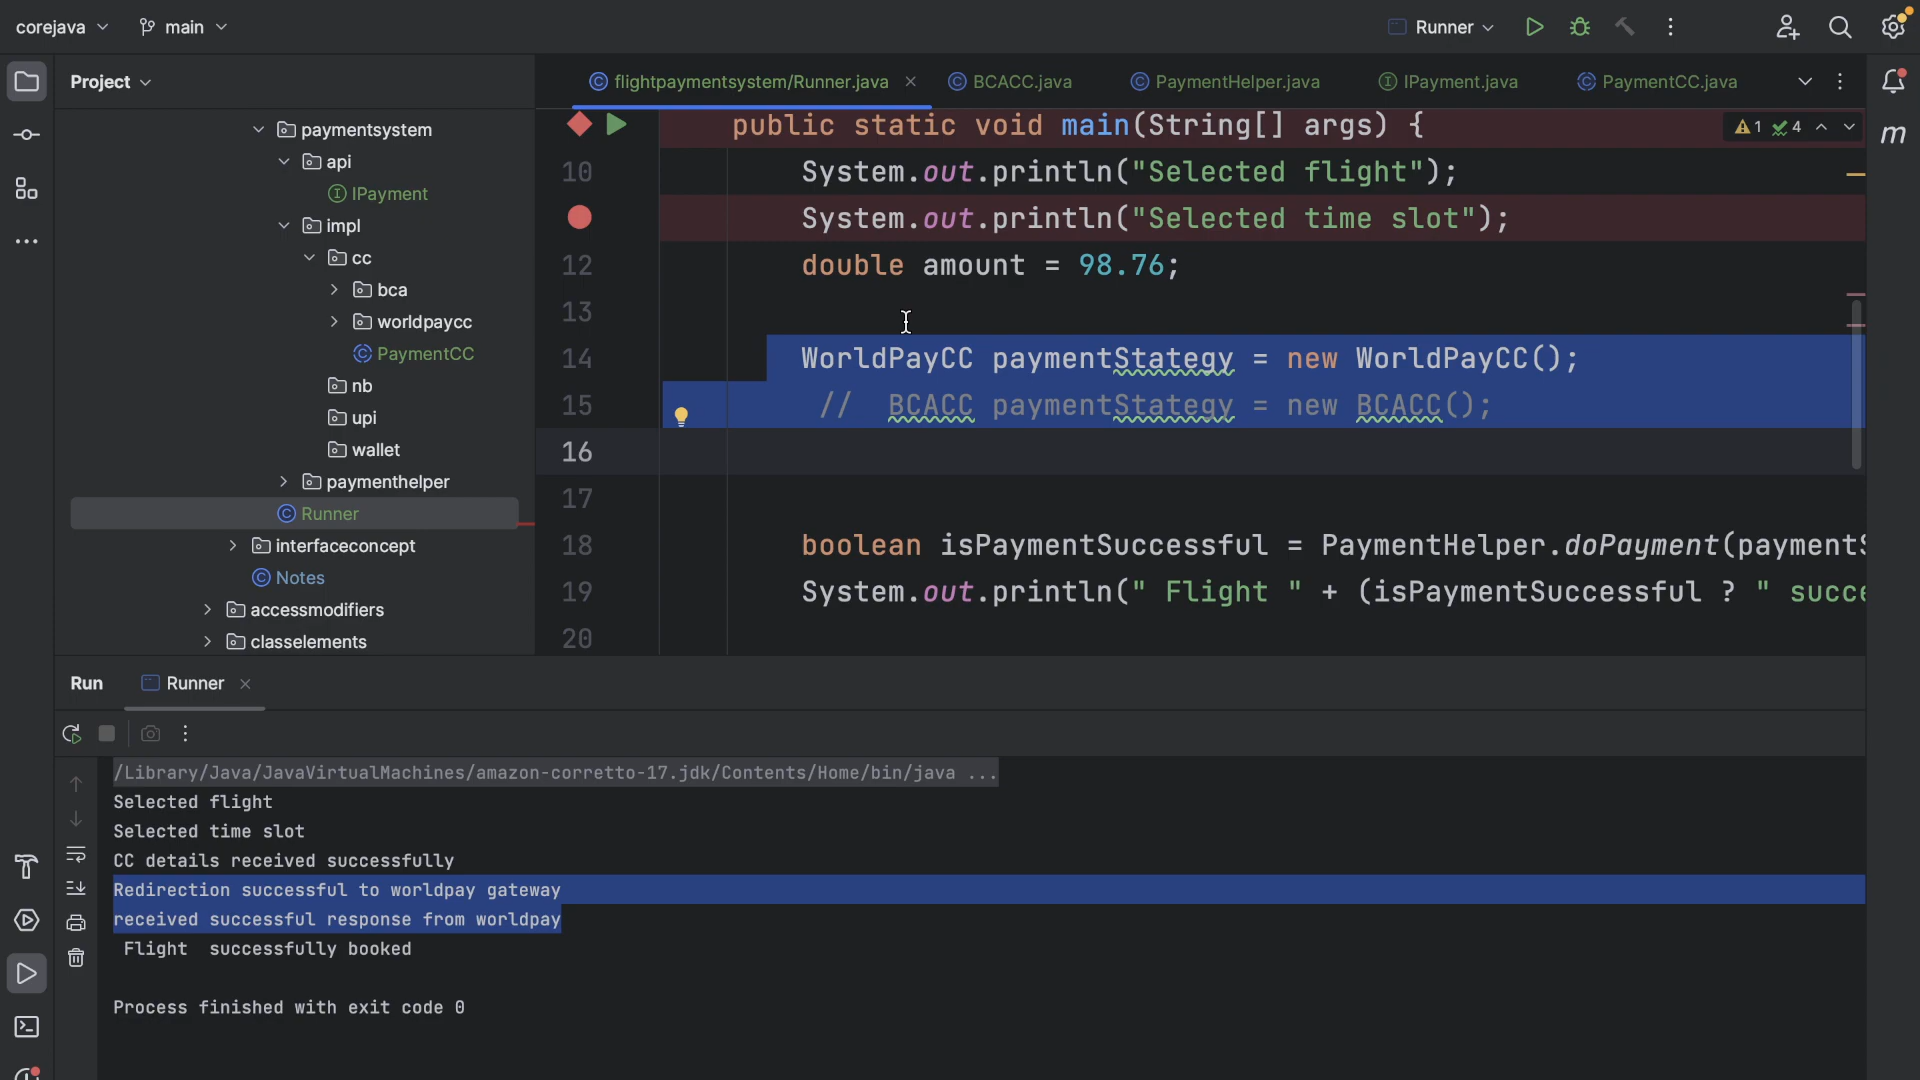 corejava
main
Runner
Project
flightpaymentsystem/Runner.java
BCACC.java
PaymentHelper.java
IPayment.java
PaymentCC.java
paymentsystem
api
IPayment
impl
cc
bca
worldpaycc
PaymentCC
nb
upi
wallet
paymenthelper
Runner
interfaceconcept
Notes
accessmodifiers
classelements
public static void main(String[] args) {
1 4
10 System.out.println("Selected flight");
System.out.println("Selected time slot");
12 double amount = 98.76;
13
14 WorldPayCC paymentStategy = new WorldPayCC();
15 // BCACC paymentStategy = new BCACC();
16
17
18 boolean isPaymentSuccessful = PaymentHelper.doPayment(paymentS
19 System.out.println(" Flight " + (isPaymentSuccessful ? " succe
20
Run
Runner
/Library/Java/JavaVirtualMachines/amazon-corretto-17.jdk/Contents/Home/bin/java ...
Selected flight
Selected time slot
CC details received successfully
Redirection successful to worldpay gateway
received successful response from worldpay
Flight  successfully booked
Process finished with exit code 0
m